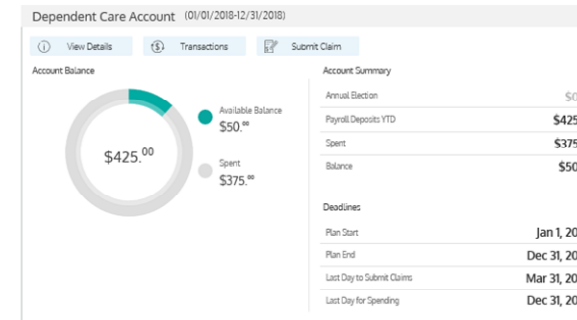 Dependent Care Account (01/01/2018-12/31/2018)
View Details
Transactions
Submit Claim
Account Balance
$425.00
Available Balance
$50.00
Spent
$375.00
Account Summary
Annual Election $0
Payroll Deposits YTD $425
Spent $375
Balance $50
Deadlines
Plan Start Jan 1, 20
Plan End Dec 31, 20
Last Day to Submit Claims Mar 31, 20
Last Day for Spending Dec 31, 20